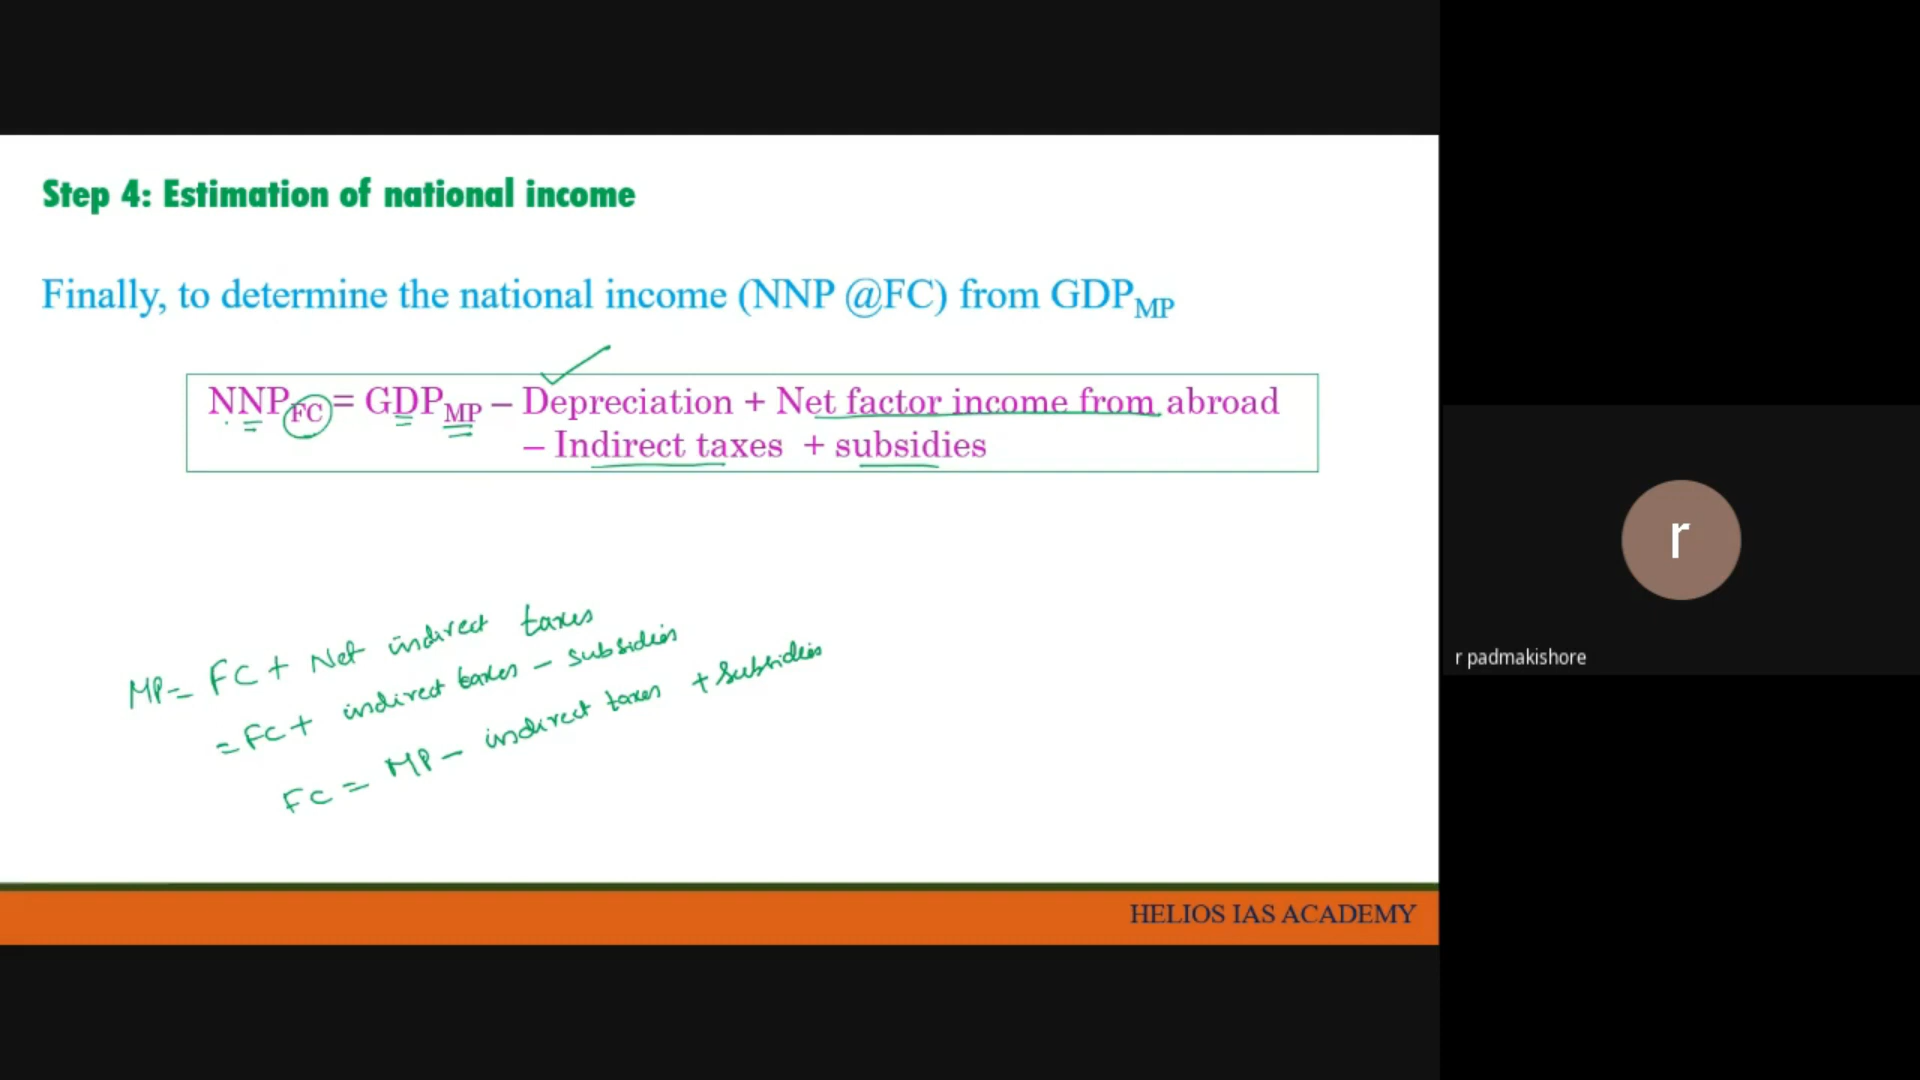 Step 4: Estimation of national income
Finally, to determine the national income (NNP @FC) from GDPMP
NNPFC = GDPMP – Depreciation + Net factor income from abroad
– Indirect taxes + subsidies
MP = FC + Net indirect taxes
= FC + indirect taxes – subsidies
FC = MP – indirect taxes + subsidies
HELIOS IAS ACADEMY
r
r padmakishore